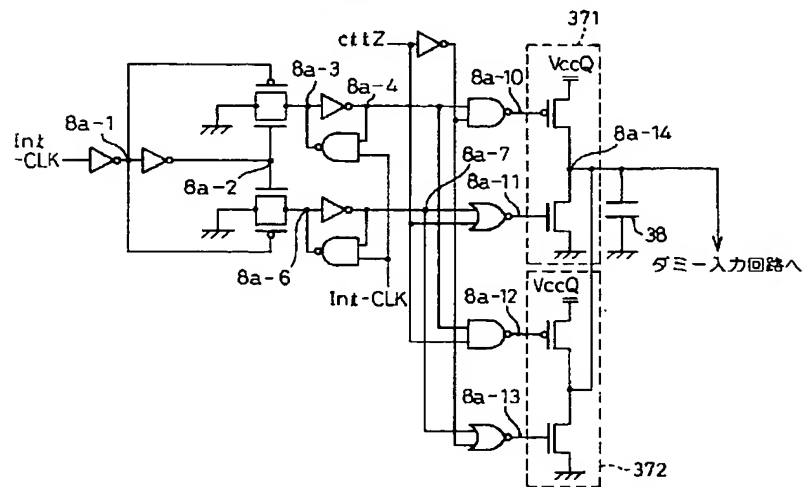 371
cttZ
VccQ
8a-3
8a-4
8a-10
8a-1
8a-14
Int
-CLK
8a-7
8a-2
8a-11
38
8a-6
ダミー入力回路へ
Int-CLK
8a-12
VccQ
8a-13
372